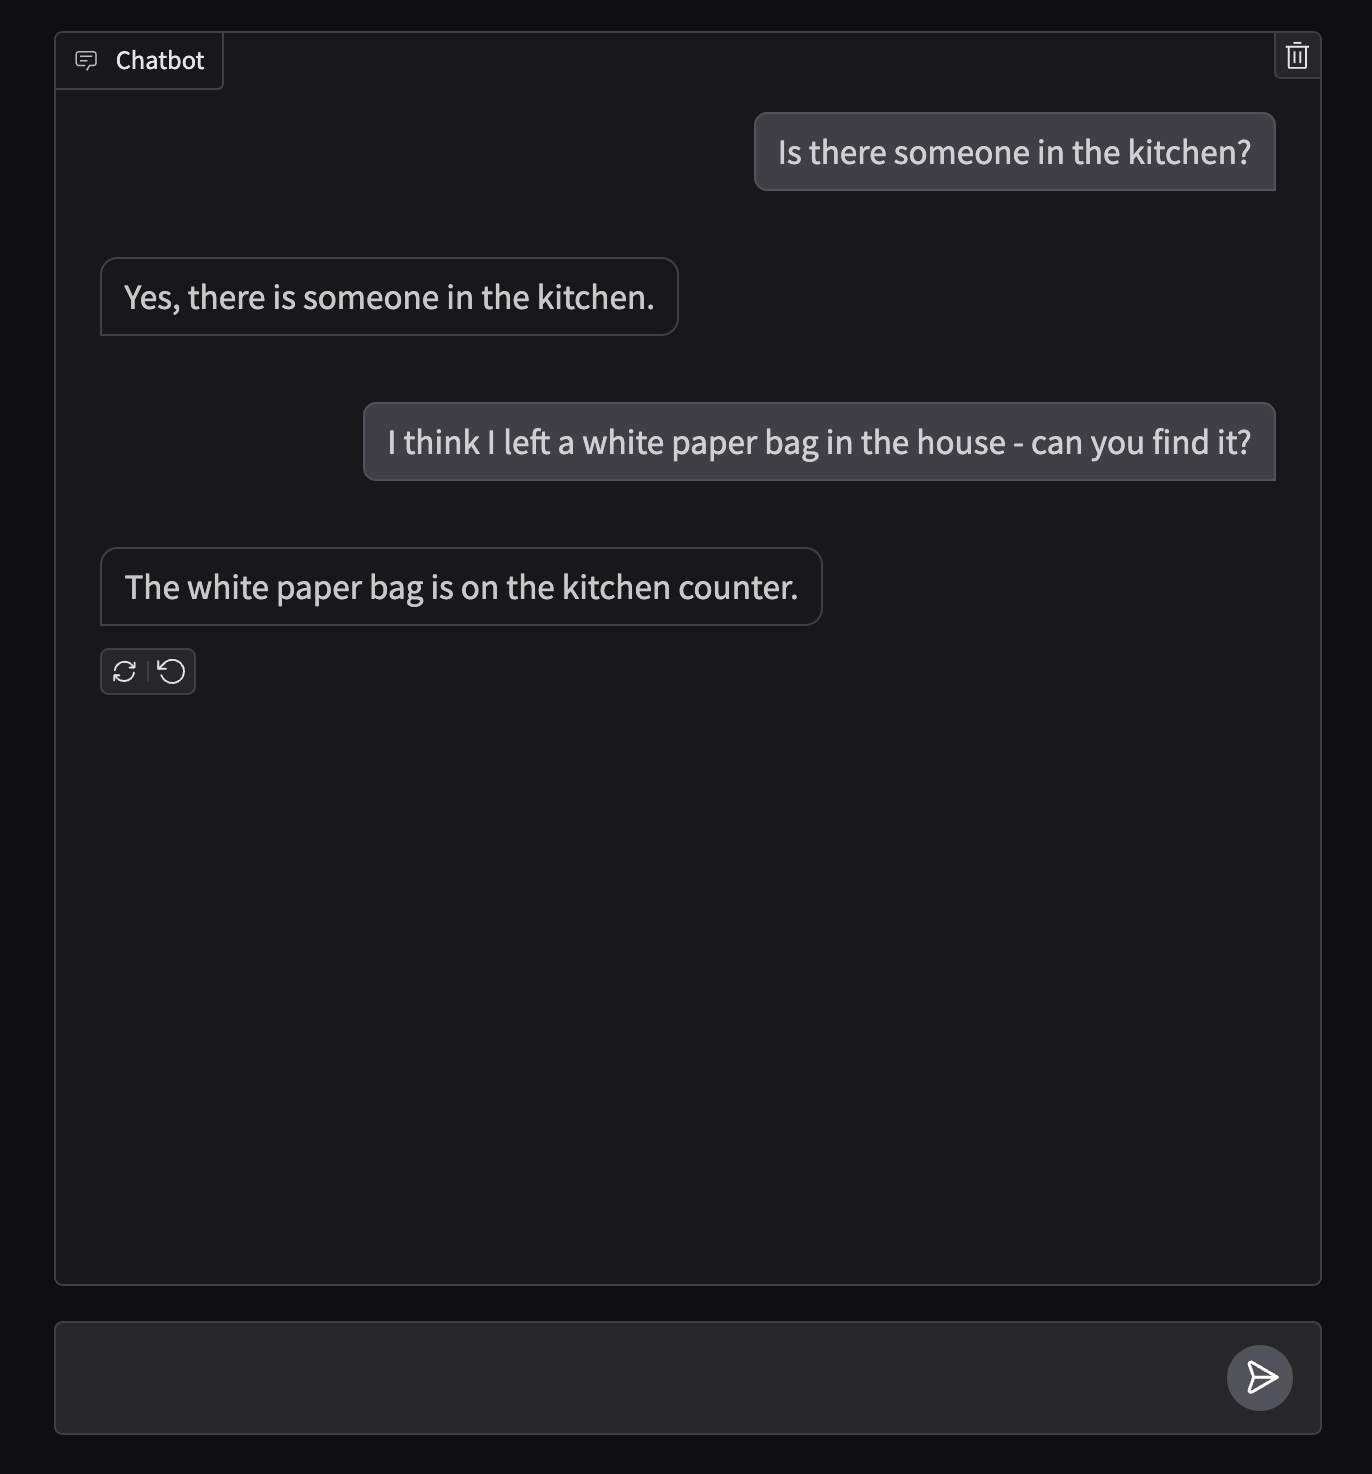 Chatbot
Is there someone in the kitchen?
Yes, there is someone in the kitchen.
I think I left a white paper bag in the house - can you find it?
The white paper bag is on the kitchen counter.